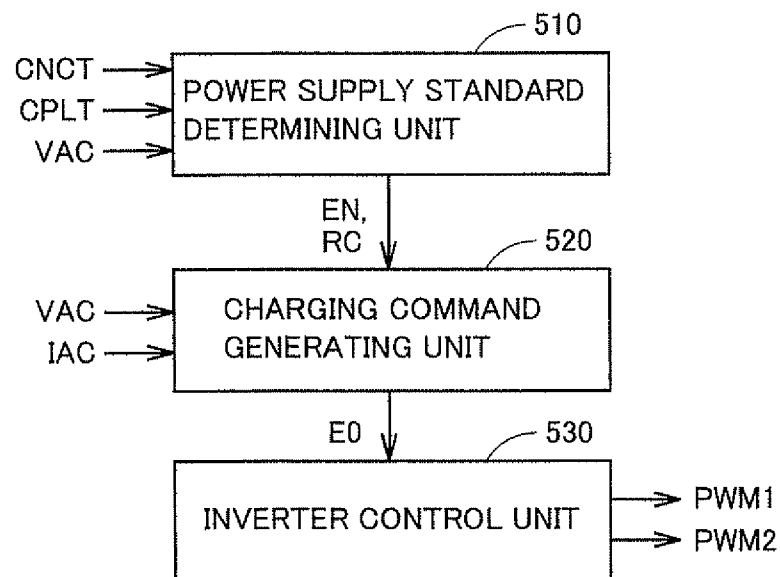 510
CNCT
CPLT
VAC
POWER SUPPLY STANDARD
DETERMINING UNIT
EN,
RC
520
VAC
IAC
CHARGING COMMAND
GENERATING UNIT
E0
530
INVERTER CONTROL UNIT
PWM1
PWM2